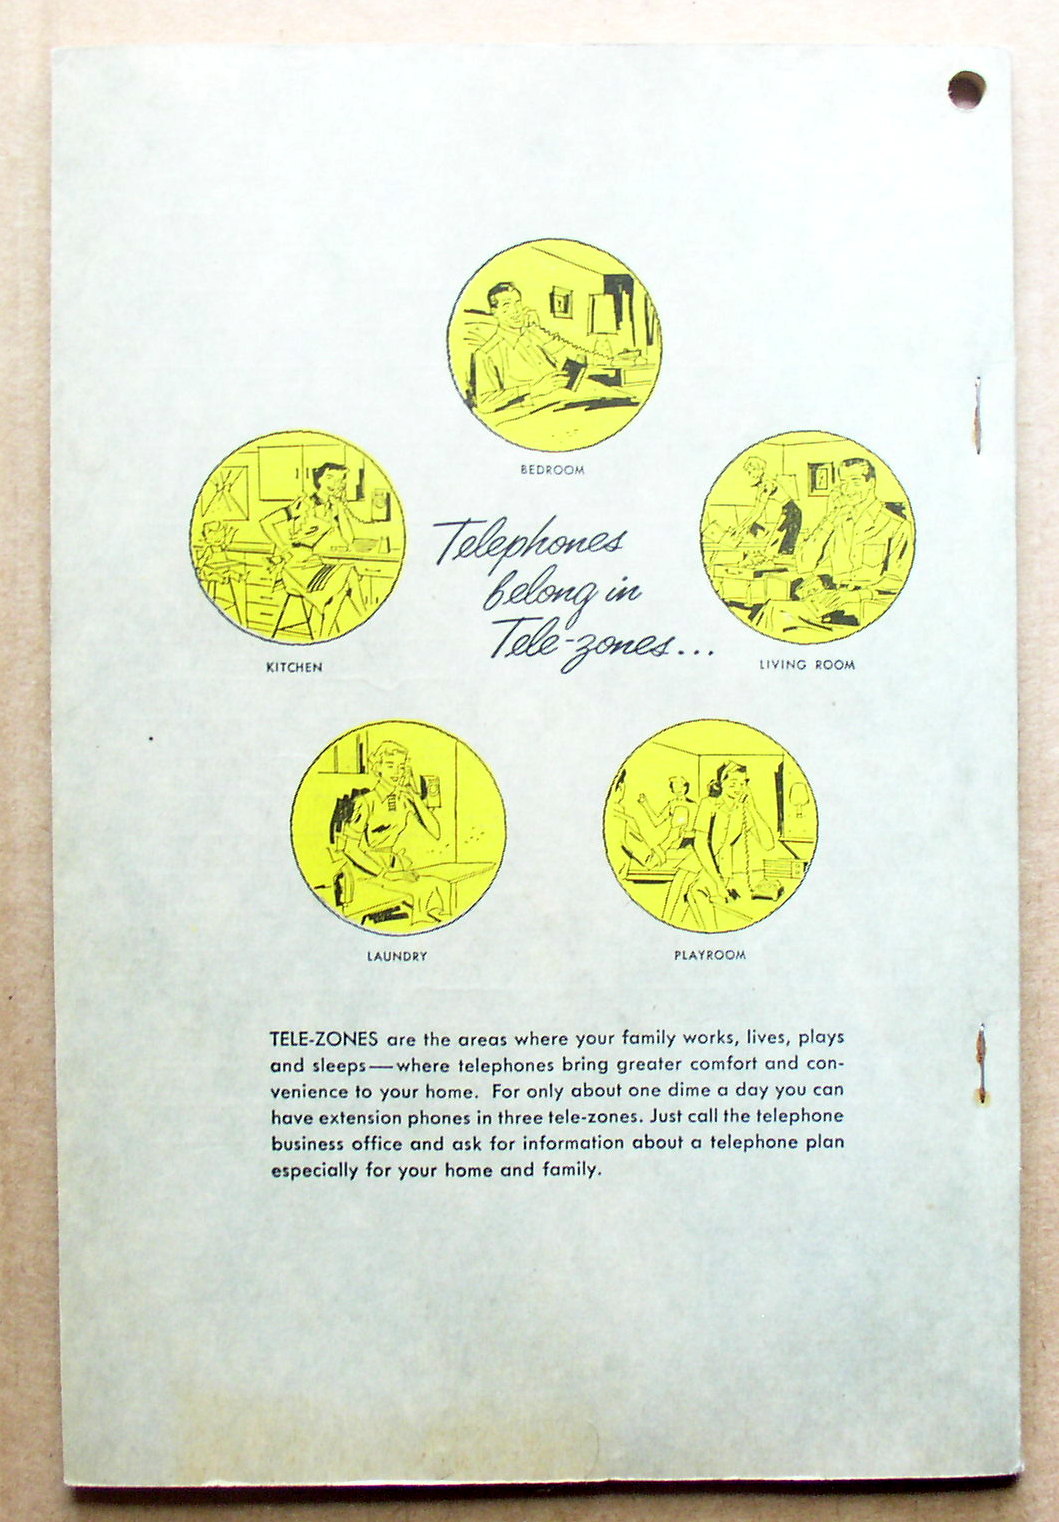 BEDROOM
Telephones
belong in
Tele-zones...
KITCHEN
LIVING ROOM
LAUNDRY
PLAYROOM
TELE-ZONES are the areas where your family works, lives, plays
and sleeps—where telephones bring greater comfort and con-
venience to your home. For only about one dime a day you can
have extension phones in three tele-zones. Just call the telephone
business office and ask for information about a telephone plan
especially for your home and family.